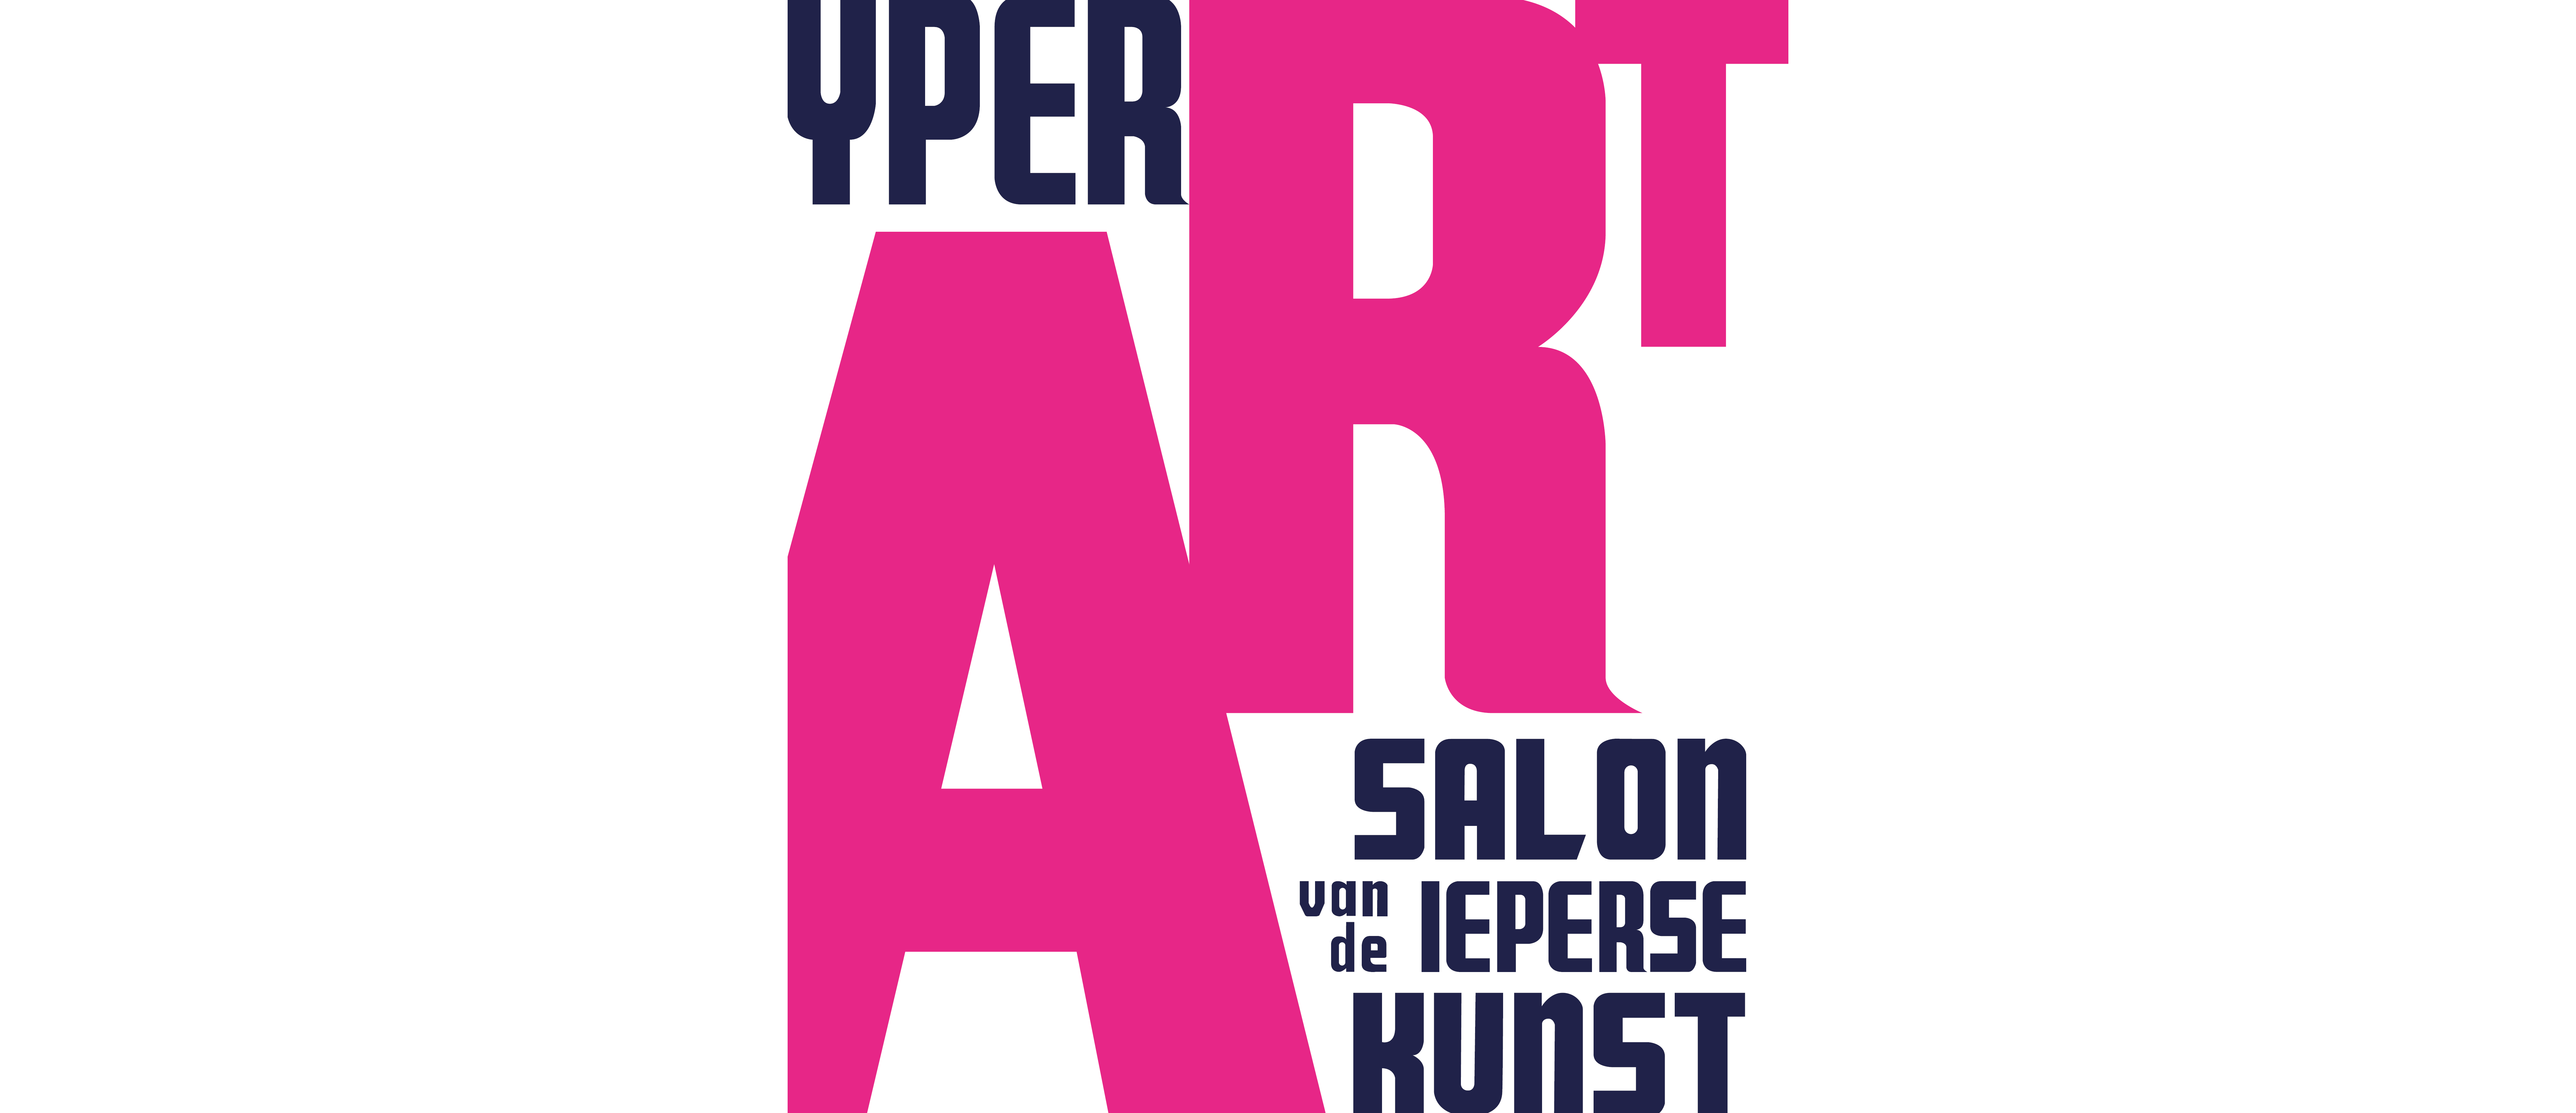 YPER
ART
SALON
van de IEPERSE
KUNST